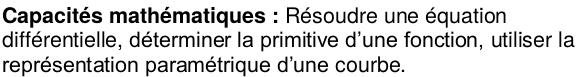 Capacités mathématiques : Résoudre une équation
différentielle, déterminer la primitive d’une fonction, utiliser la
représentation paramétrique d’une courbe.